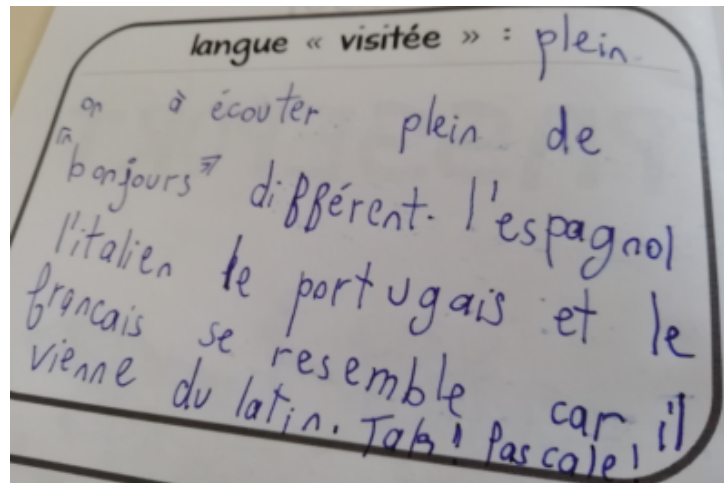 langue « visitée » : plein
on à écouter plein de
"bonjours" différent. l'espagnol
l'italien le portugais et le
francais se resemble car il
vienne du latin. Pascale!